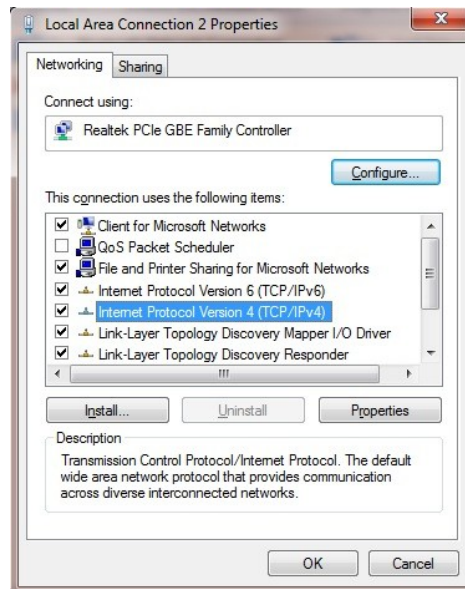 Local Area Connection 2 Properties
Networking
Sharing
Connect using:
Realtek PCIe GBE Family Controller
Configure...
This connection uses the following items:
Client for Microsoft Networks
QoS Packet Scheduler
File and Printer Sharing for Microsoft Networks
Internet Protocol Version 6 (TCP/IPv6)
Internet Protocol Version 4 (TCP/IPv4)
Link-Layer Topology Discovery Mapper I/O Driver
Link-Layer Topology Discovery Responder
Install...
Uninstall
Properties
Description
Transmission Control Protocol/Internet Protocol. The default
wide area network protocol that provides communication
across diverse interconnected networks.
OK
Cancel